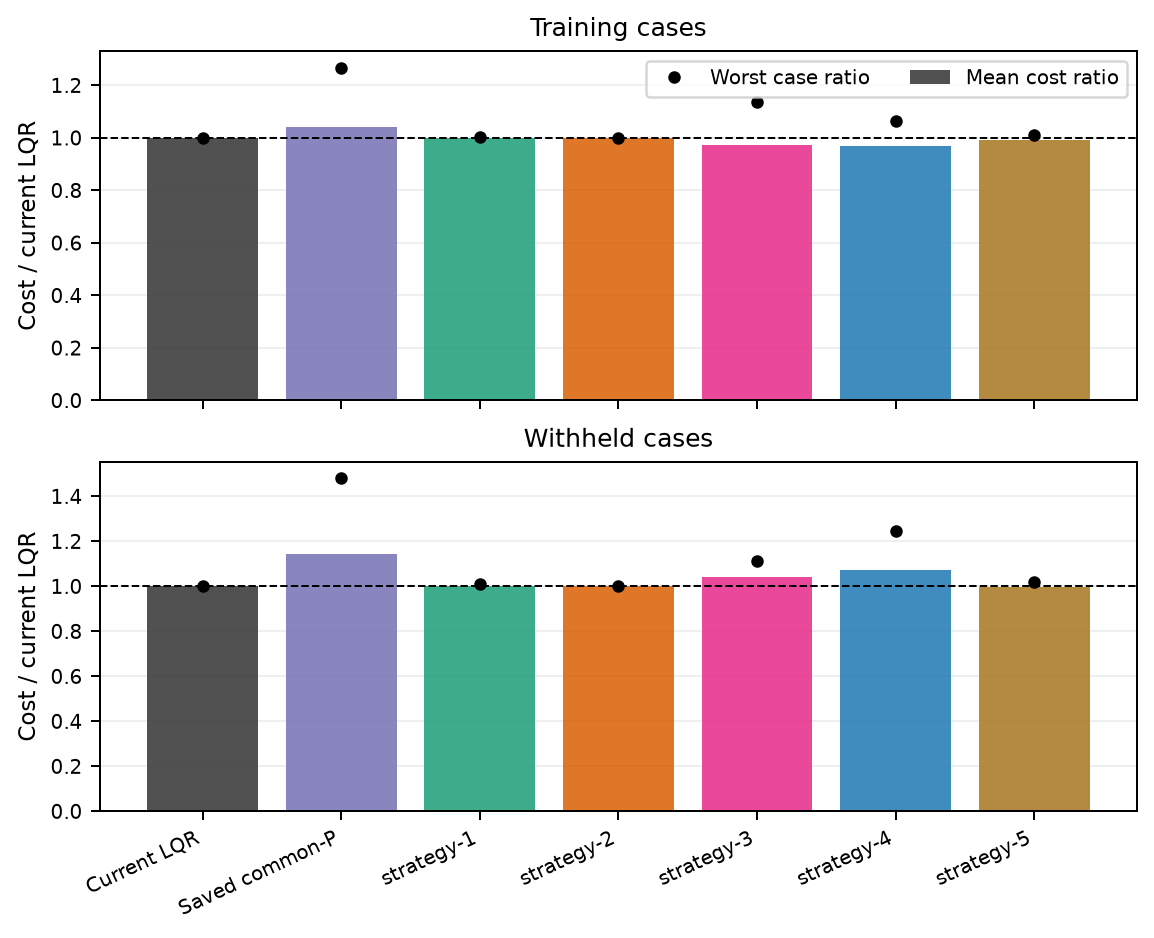 Training cases
Worst case ratio
Mean cost ratio
Cost / current LQR
1.2
1.0
0.8
0.6
0.4
0.2
0.0
Withheld cases
Cost / current LQR
1.4
1.2
1.0
0.8
0.6
0.4
0.2
0.0
Current LQR
Saved common-P
strategy-1
strategy-2
strategy-3
strategy-4
strategy-5